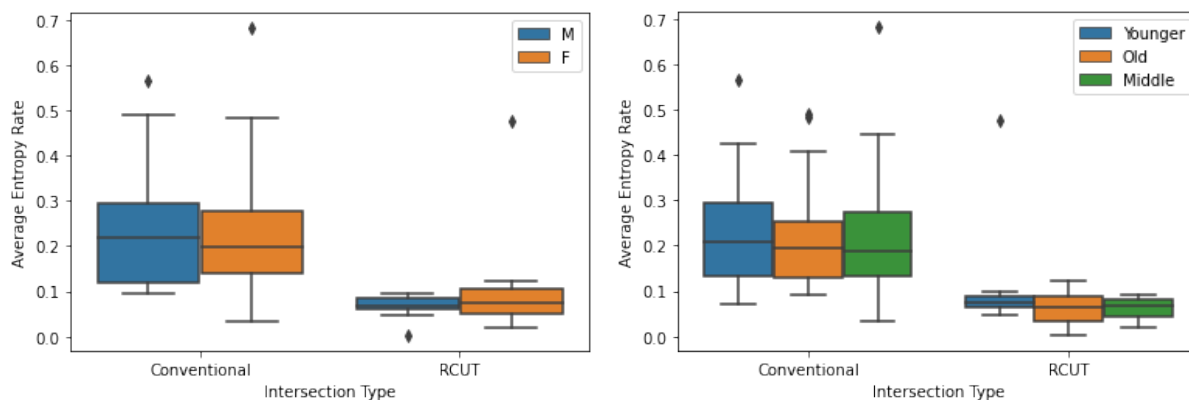 Average Entropy Rate
0.7
0.6
0.5
0.4
0.3
0.2
0.1
0.0
M
F
Conventional
RCUT
Intersection Type
Average Entropy Rate
0.7
0.6
0.5
0.4
0.3
0.2
0.1
0.0
Younger
Old
Middle
Conventional
RCUT
Intersection Type